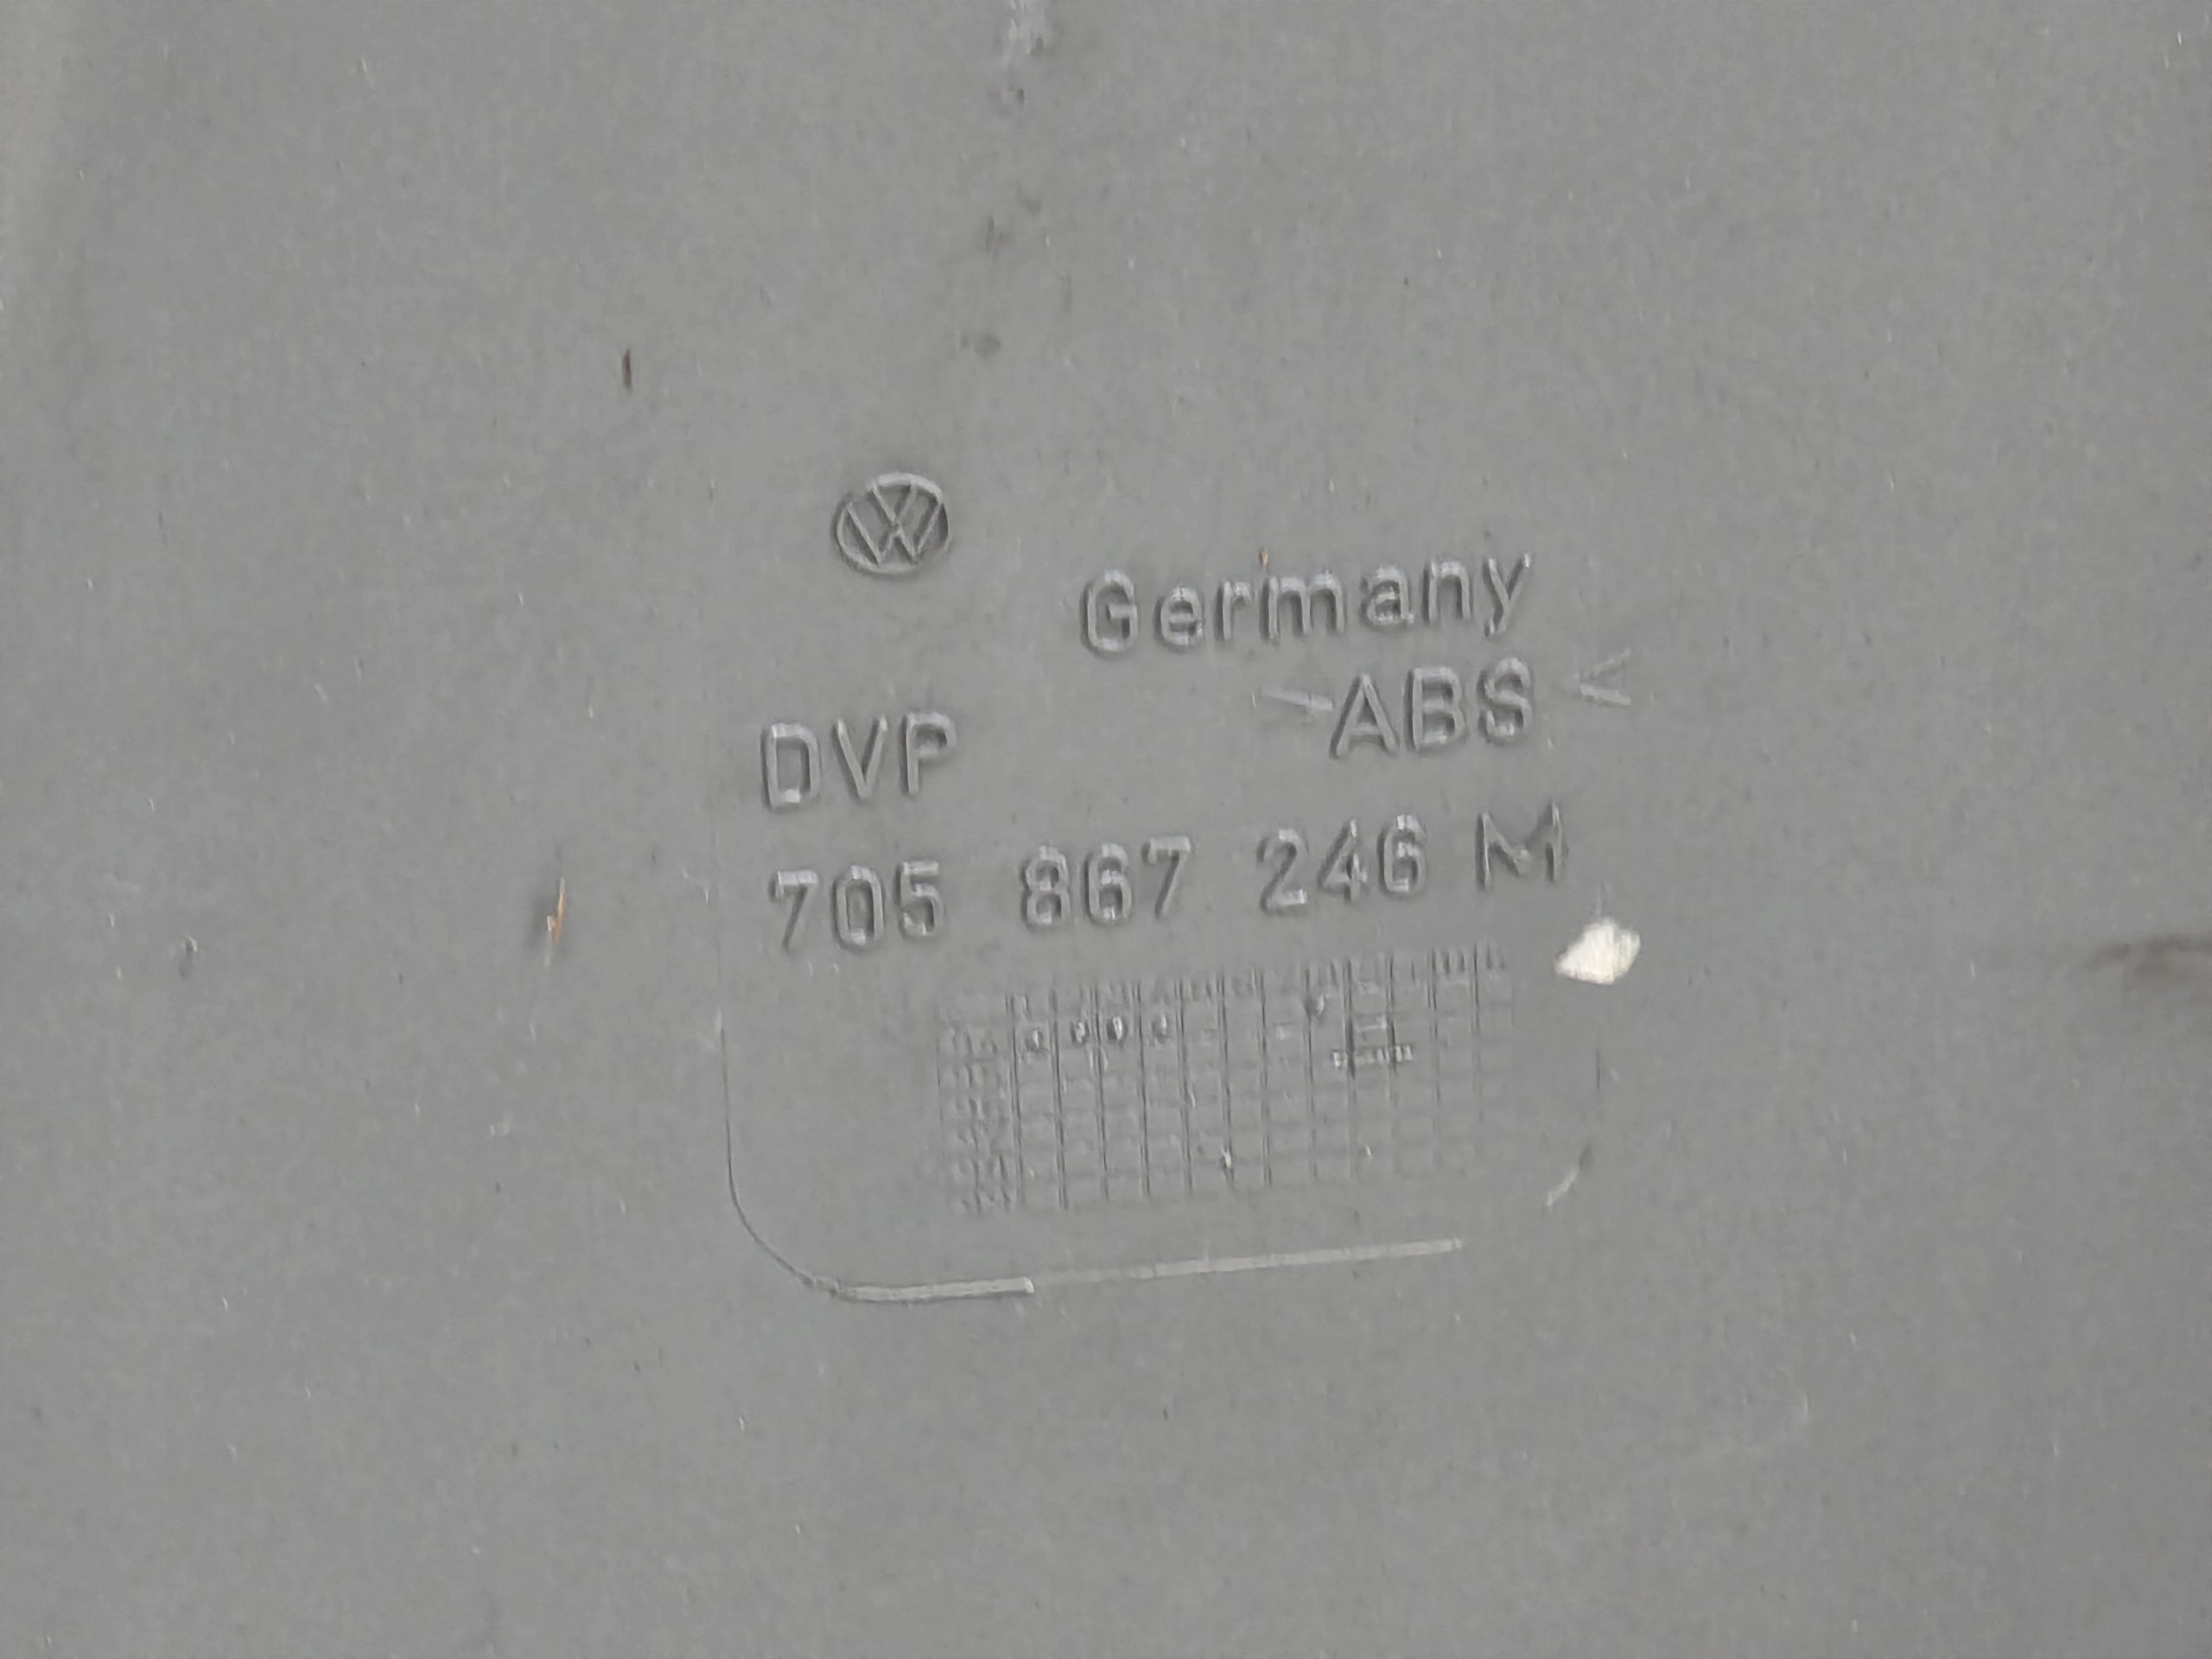 Germany
>ABS<
DVP
705 867 246 M